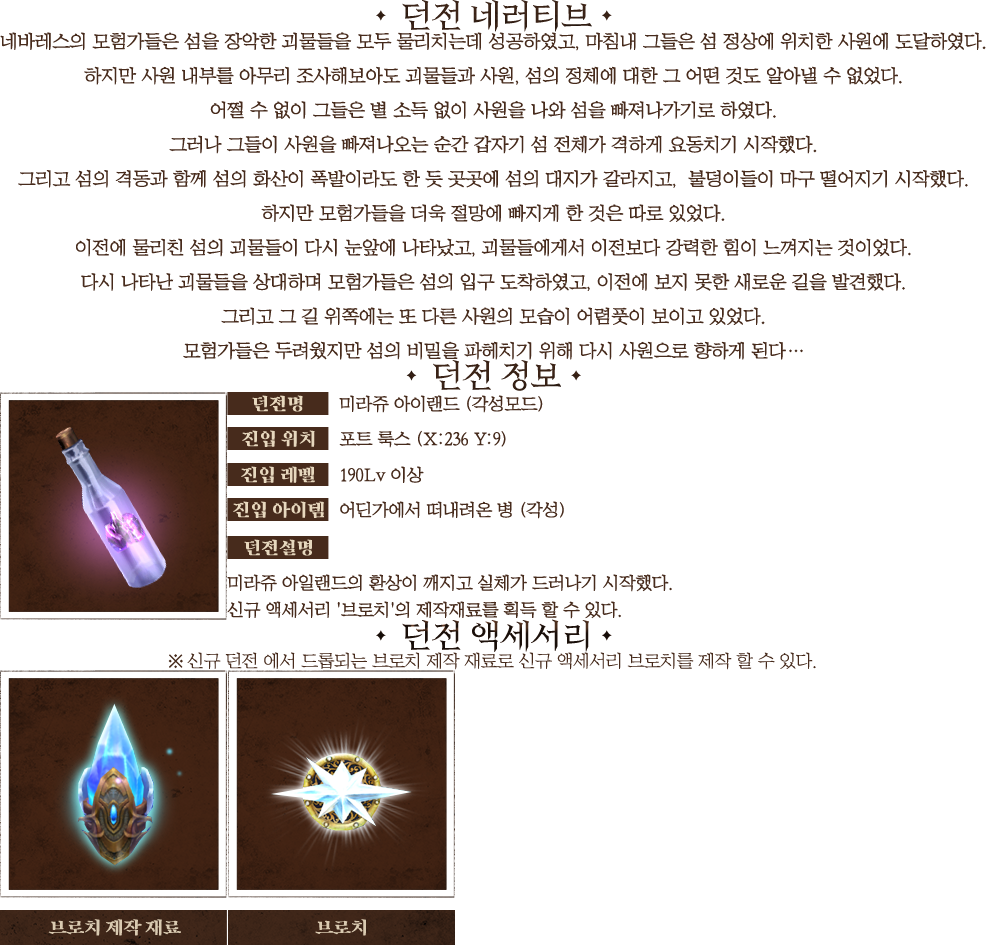 던전 네러티브
네바레스의 모험가들은 섬을 장악한 괴물들을 모두 물리치는데 성공하였고, 마침내 그들은 섬 정상에 위치한 사원에 도달하였다.
하지만 사원 내부를 아무리 조사해보아도 괴물들과 사원, 섬의 정체에 대한 그 어떤 것도 알아낼 수 없었다.
어쩔 수 없이 그들은 별 소득 없이 사원을 나와 섬을 빠져나가기로 하였다.
그러나 그들이 사원을 빠져나오는 순간 갑자기 섬 전체가 격하게 요동치기 시작했다.
그리고 섬의 격동과 함께 섬의 화산이 폭발이라도 한 듯 곳곳에 섬의 대지가 갈라지고, 불덩이들이 마구 떨어지기 시작했다.
하지만 모험가들을 더욱 절망에 빠지게 한 것은 따로 있었다.
이전에 물리친 섬의 괴물들이 다시 눈앞에 나타났고, 괴물들에게서 이전보다 강력한 힘이 느껴지는 것이었다.
다시 나타난 괴물들을 상대하며 모험가들은 섬의 입구 도착하였고, 이전에 보지 못한 새로운 길을 발견했다.
그리고 그 길 위쪽에는 또 다른 사원의 모습이 어렴풋이 보이고 있었다.
모험가들은 두려웠지만 섬의 비밀을 파헤치기 위해 다시 사원으로 향하게 된다…
던전 정보
던전명 미라쥬 아이랜드 (각성모드)
진입 위치 포트 룩스 (X:236 Y:9)
진입 레벨 190Lv 이상
진입 아이템 어딘가에서 떠내려온 병 (각성)
던전설명
미라쥬 아일랜드의 환상이 깨지고 실체가 드러나기 시작했다.
신규 액세서리 '브로치'의 제작재료를 획득 할 수 있다.
던전 액세서리
※ 신규 던전 에서 드롭되는 브로치 제작 재료로 신규 액세서리 브로치를 제작 할 수 있다.
브로치 제작 재료 브로치